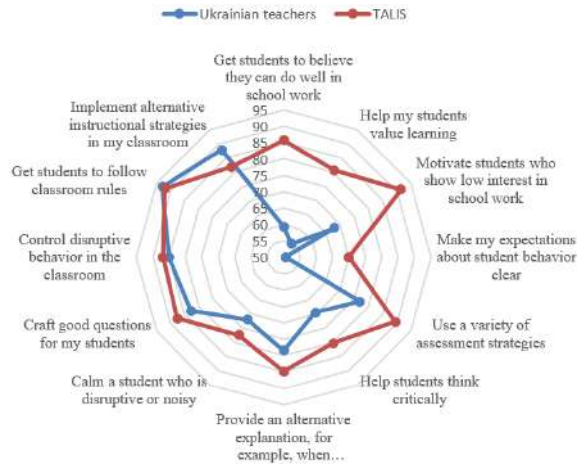 Ukrainian teachers
TALIS
Get students to believe
they can do well in
school work
Help my students
value learning
Motivate students who
show low interest in
school work
Make my expectations
about student behavior
clear
Use a variety of
assessment strategies
Help students think
critically
Provide an alternative
explanation, for
example, when…
Calm a student who is
disruptive or noisy
Craft good questions
for my students
Control disruptive
behavior in the
classroom
Get students to follow
classroom rules
Implement alternative
instructional strategies
in my classroom
95
90
85
80
75
70
65
60
55
50